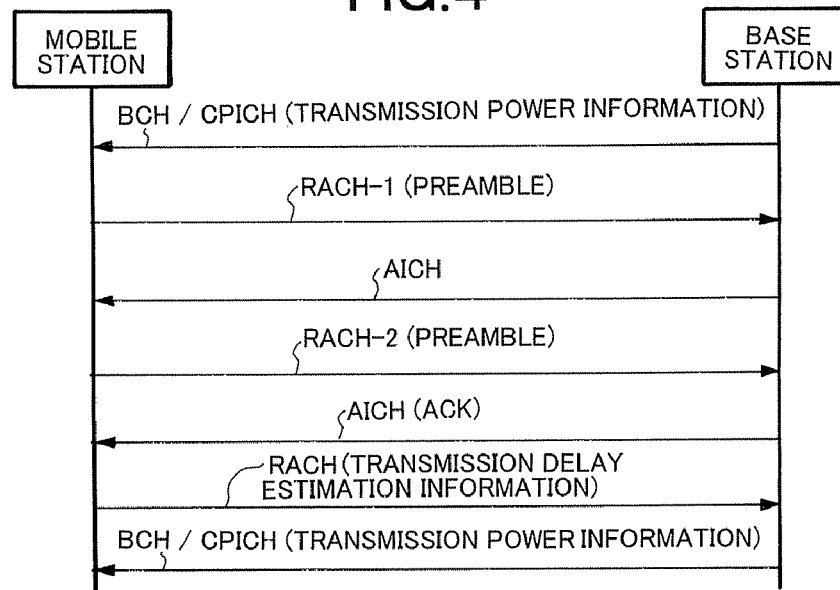 FIG.4
MOBILE
STATION
BASE
STATION
BCH / CPICH (TRANSMISSION POWER INFORMATION)
RACH-1 (PREAMBLE)
AICH
RACH-2 (PREAMBLE)
AICH (ACK)
RACH (TRANSMISSION DELAY
ESTIMATION INFORMATION)
BCH / CPICH (TRANSMISSION POWER INFORMATION)